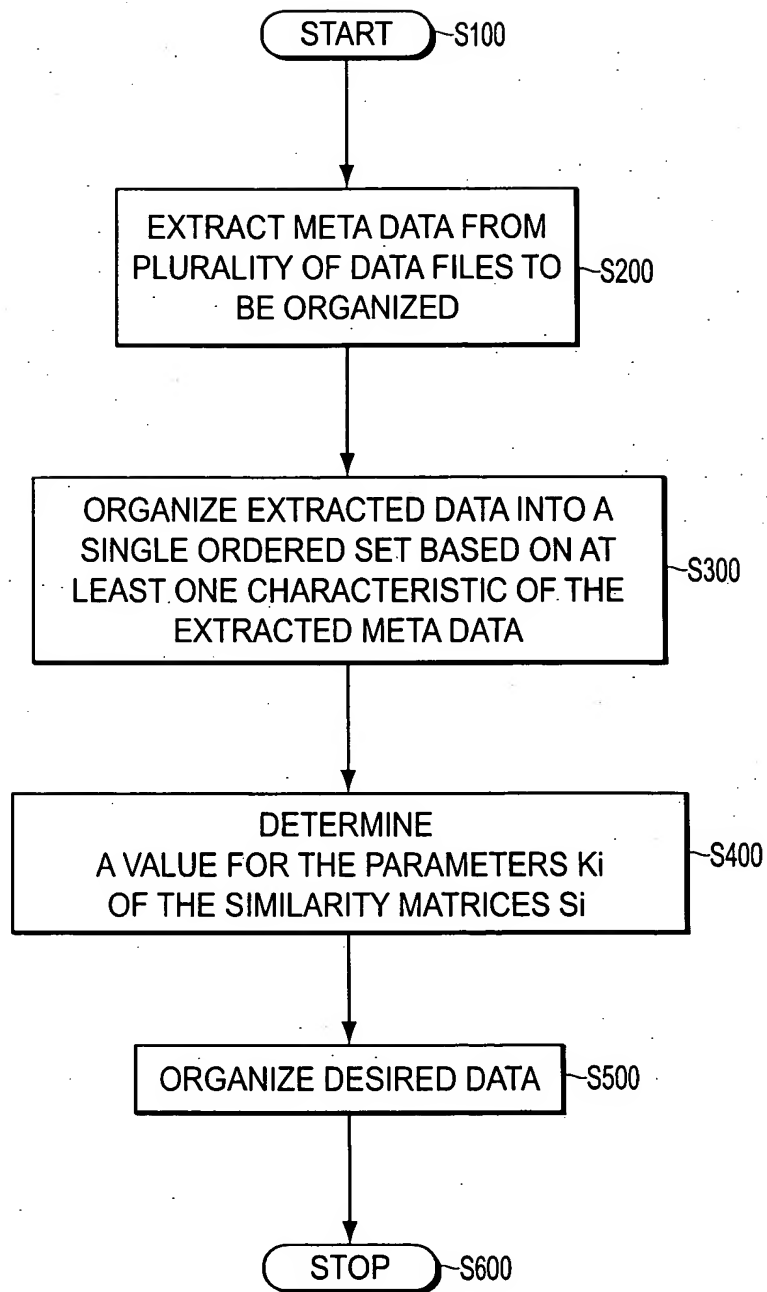 START
S100
EXTRACT META DATA FROM
PLURALITY OF DATA FILES TO
BE ORGANIZED
S200
ORGANIZE EXTRACTED DATA INTO A
SINGLE ORDERED SET BASED ON AT
LEAST ONE CHARACTERISTIC OF THE
EXTRACTED META DATA
S300
DETERMINE
A VALUE FOR THE PARAMETERS Ki
OF THE SIMILARITY MATRICES Si
S400
ORGANIZE DESIRED DATA
S500
STOP
S600